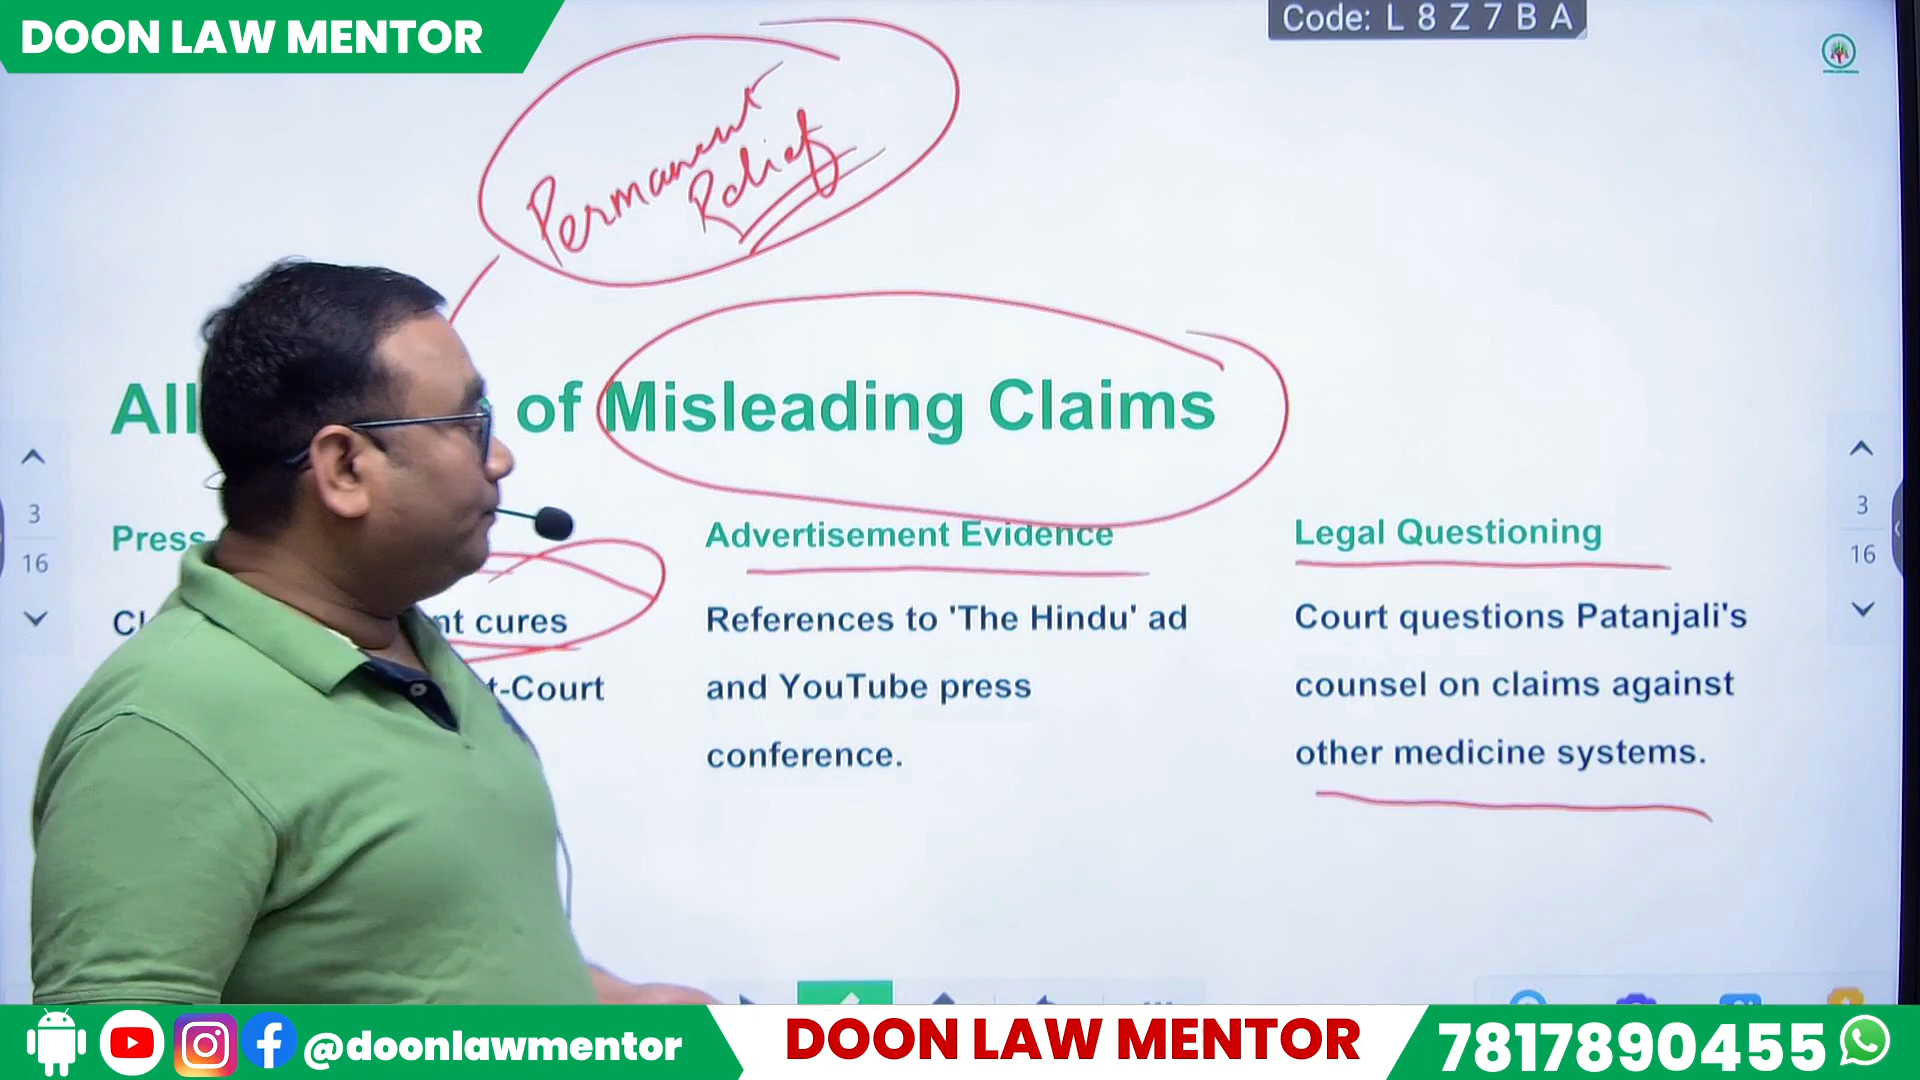 DOON LAW MENTOR
Code: L 8 Z 7 B A
Permanent
Relief
All of Misleading Claims
Press
nt cures
t-Court
Advertisement Evidence
References to 'The Hindu' ad
and YouTube press
conference.
Legal Questioning
Court questions Patanjali's
counsel on claims against
other medicine systems.
3
16
3
16
@doonlawmentor
DOON LAW MENTOR
7817890455